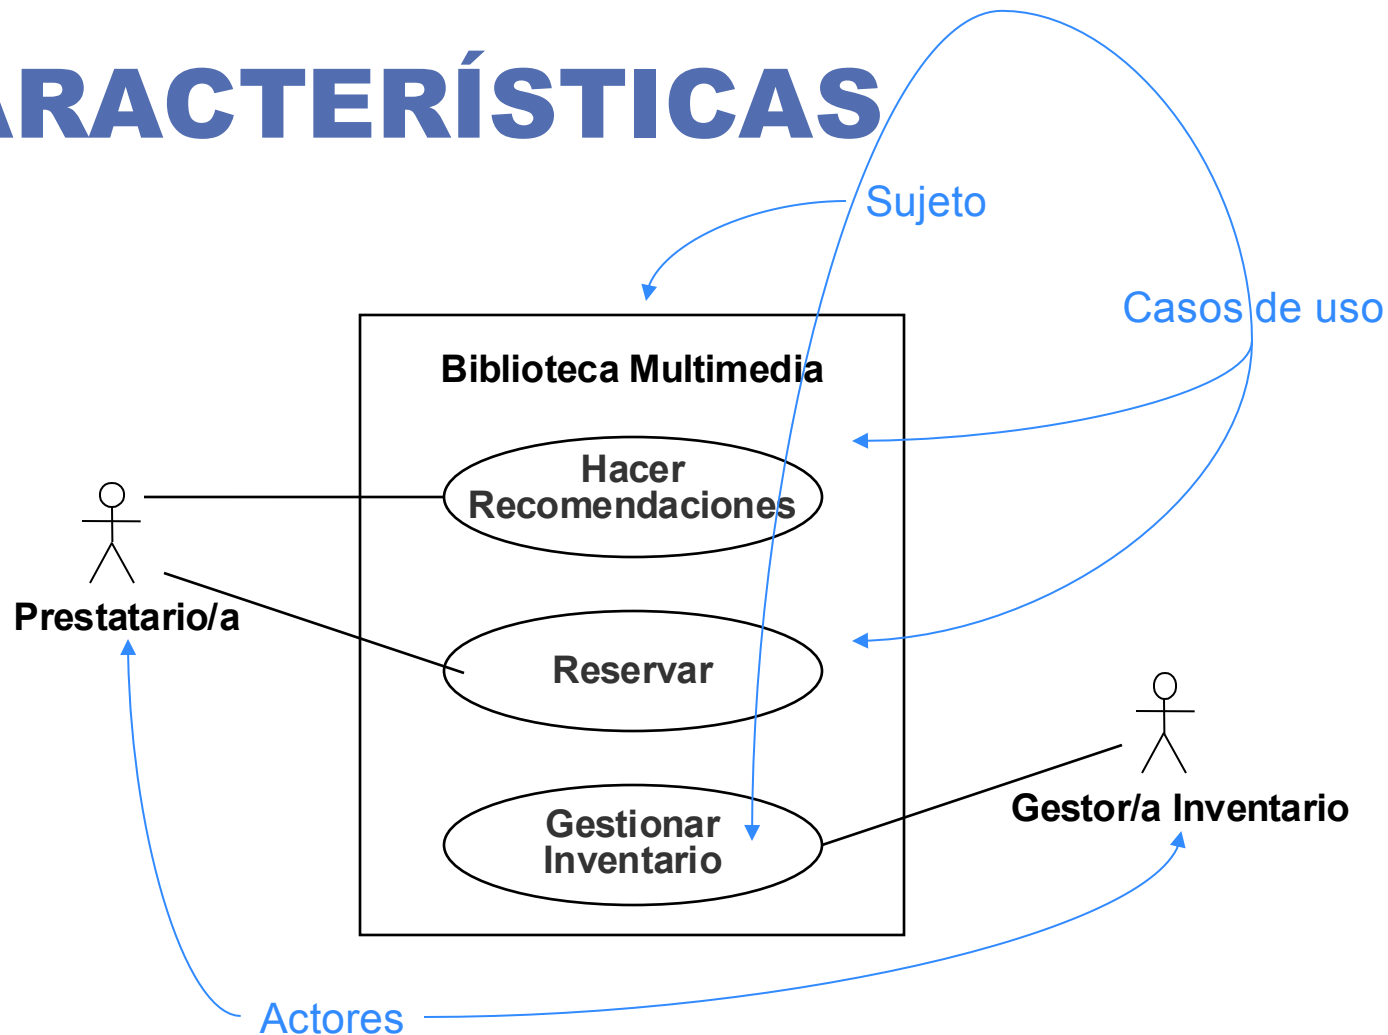 ARACTERÍSTICAS
Sujeto
Casos de uso
Biblioteca Multimedia
Hacer
Recomendaciones
Prestatario/a
Reservar
Gestor/a Inventario
Gestionar
Inventario
Actores